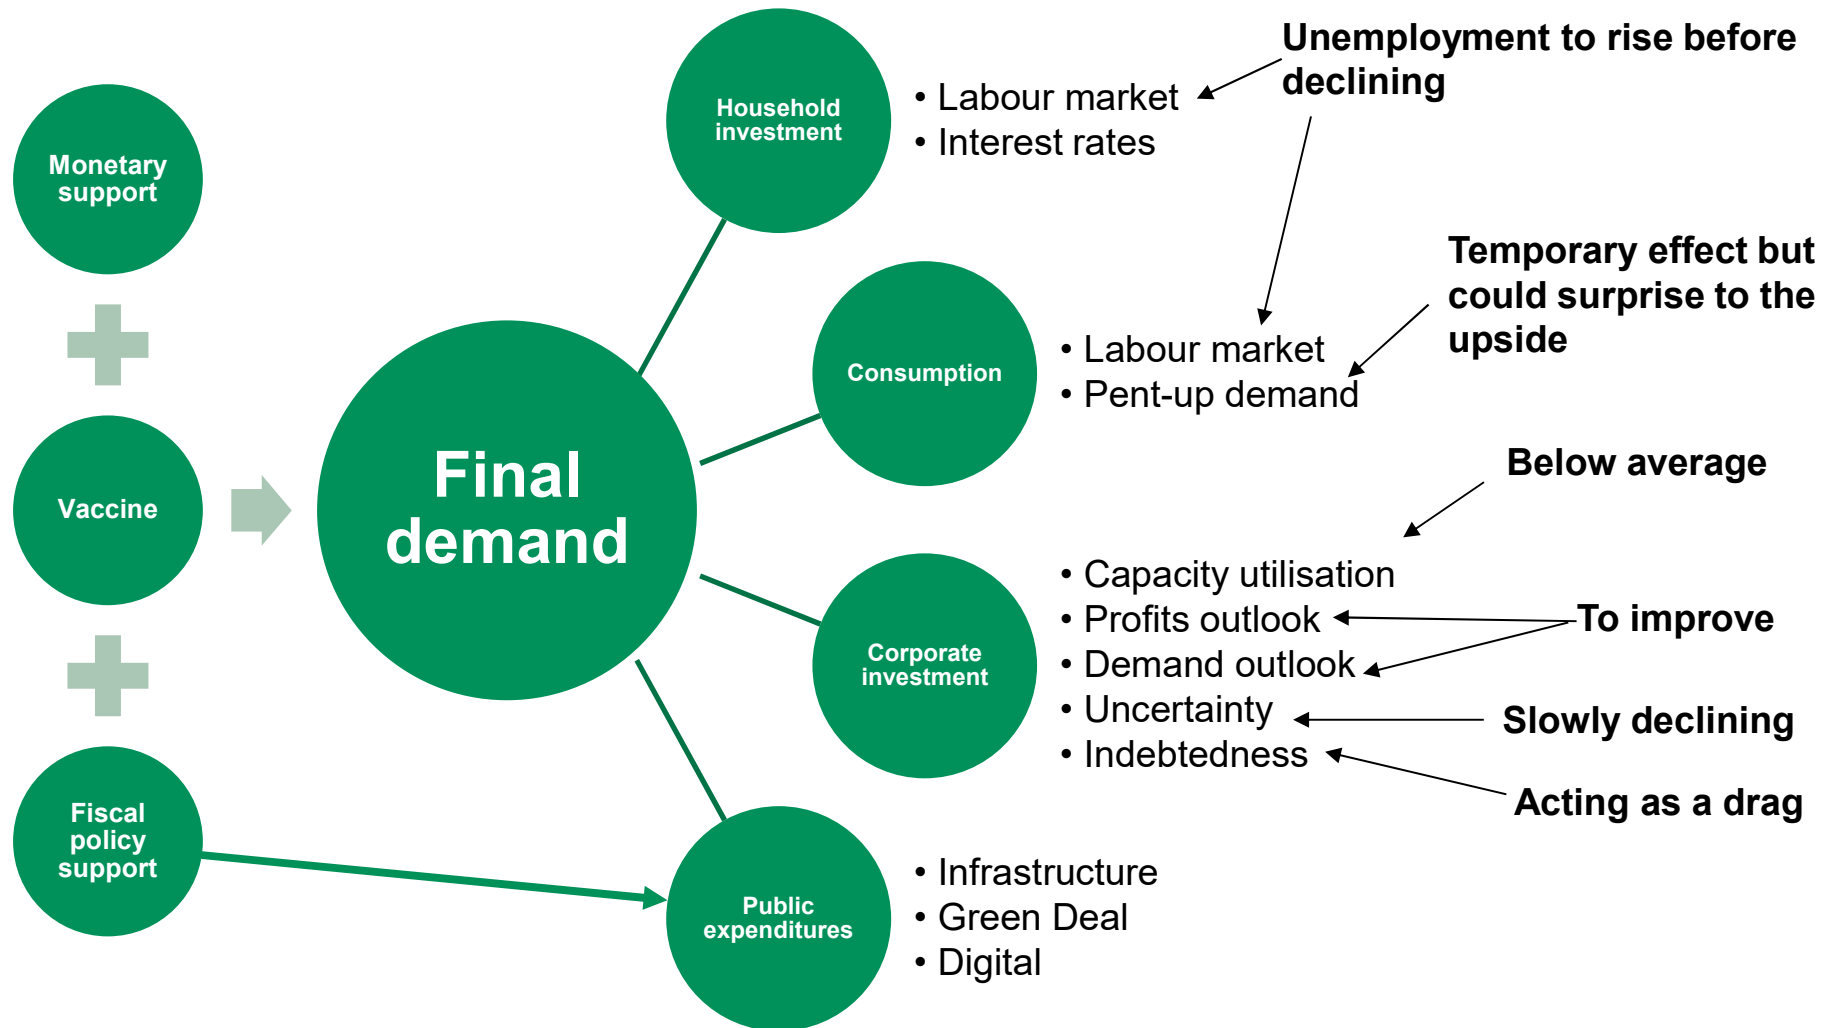 Monetary
support
Vaccine
Fiscal
policy
support
Final
demand
Household
investment
• Labour market
• Interest rates
Unemployment to rise before
declining
Consumption
• Labour market
• Pent-up demand
Temporary effect but
could surprise to the
upside
Corporate
investment
• Capacity utilisation
• Profits outlook
• Demand outlook
• Uncertainty
• Indebtedness
Below average
To improve
Slowly declining
Acting as a drag
Public
expenditures
• Infrastructure
• Green Deal
• Digital